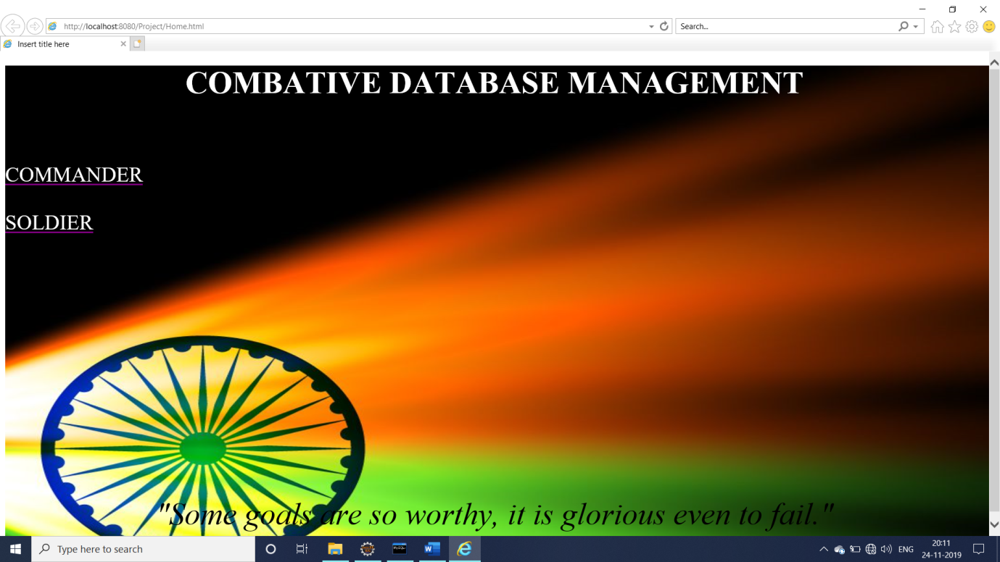 http://localhost:8080/Project/Home.html
Search...
Insert title here
COMBATIVE DATABASE MANAGEMENT
COMMANDER
SOLDIER
"Some goals are so worthy, it is glorious even to fail."
Type here to search
MySQL
W
ENG
20:11
24-11-2019